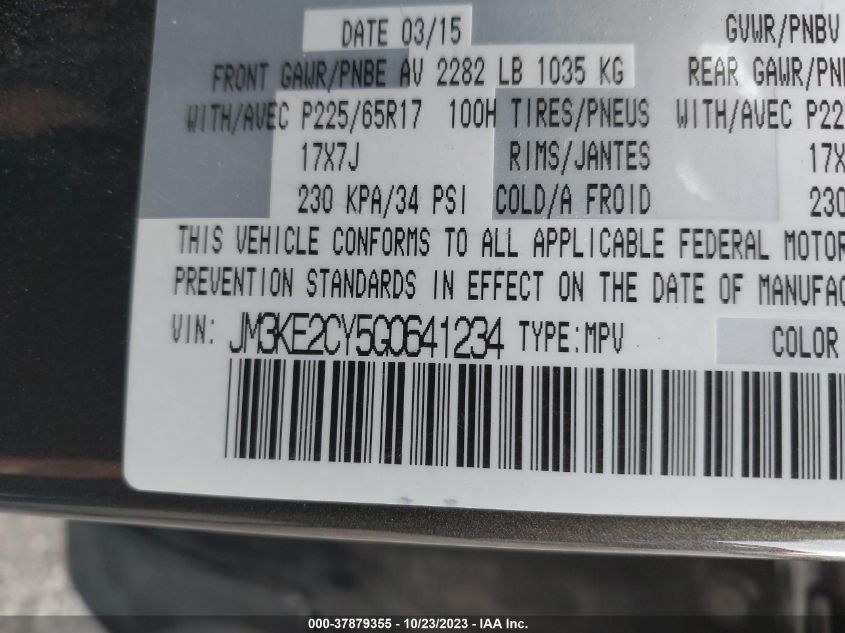 DATE 03/15 GVWR/PNBV
FRONT GAWR/PNBE AV 2282 LB 1035 KG REAR GAWR/PN
WITH/AVEC P225/65R17 100H TIRES/PNEUS WITH/AVEC P22
17X7J RIMS/JANTES 17X
230 KPA/34 PSI COLD/A FROID 230
THIS VEHICLE CONFORMS TO ALL APPLICABLE FEDERAL MOTOR
PREVENTION STANDARDS IN EFFECT ON THE DATE OF MANUFAC
VIN: JM3KE2CY5G0641234 TYPE:MPV COLOR
000-37879355 - 10/23/2023 - IAA Inc.